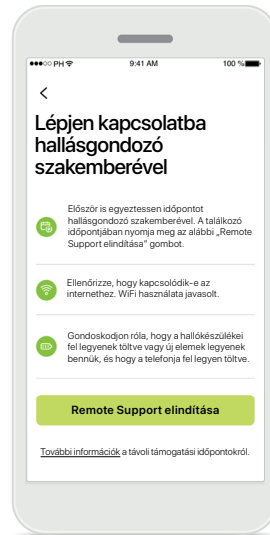 ●●●○○ PH 9:41 AM 100 %
Lépjen kapcsolatba
hallásgondozó
szakemberével
Először is egyeztessen időpontot
hallásgondozó szakemberével. A találkozó
időpontjában nyomja meg az alábbi „Remote
Support elindítása” gombot.
Ellenőrizze, hogy kapcsolódik-e az
internethez. WiFi használata javasolt.
Gondoskodjon róla, hogy a hallókészülékei
fel legyenek töltve vagy új elemek legyenek
bennük, és hogy a telefonja fel legyen töltve.
Remote Support elindítása
További információk a távoli támogatási időpontokról.